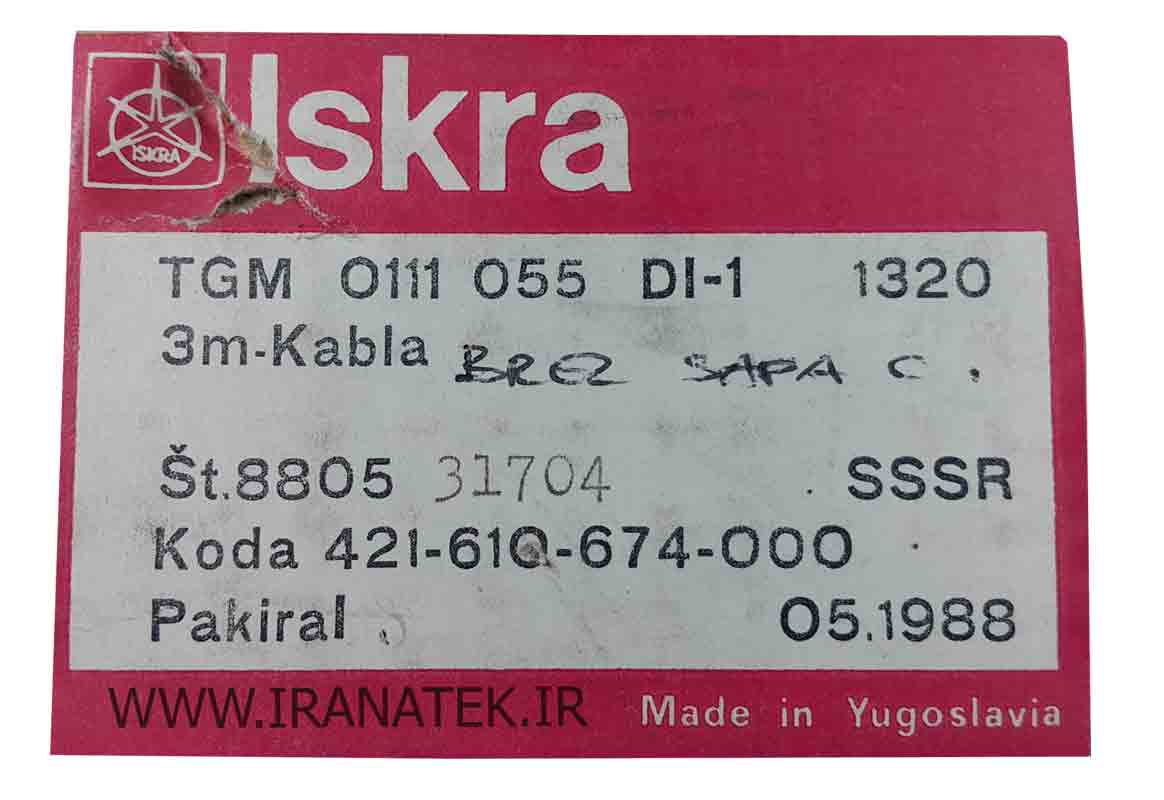 ISKRA
Iskra
TGM 0111 055 DI-1 1320
3m-Kabla BREZ SAPA C.
Št.8805 31704 SSSR
Koda 421-610-674-000
Pakiral
05.1988
WWW.IRANATEK.IR
Made in Yugoslavia